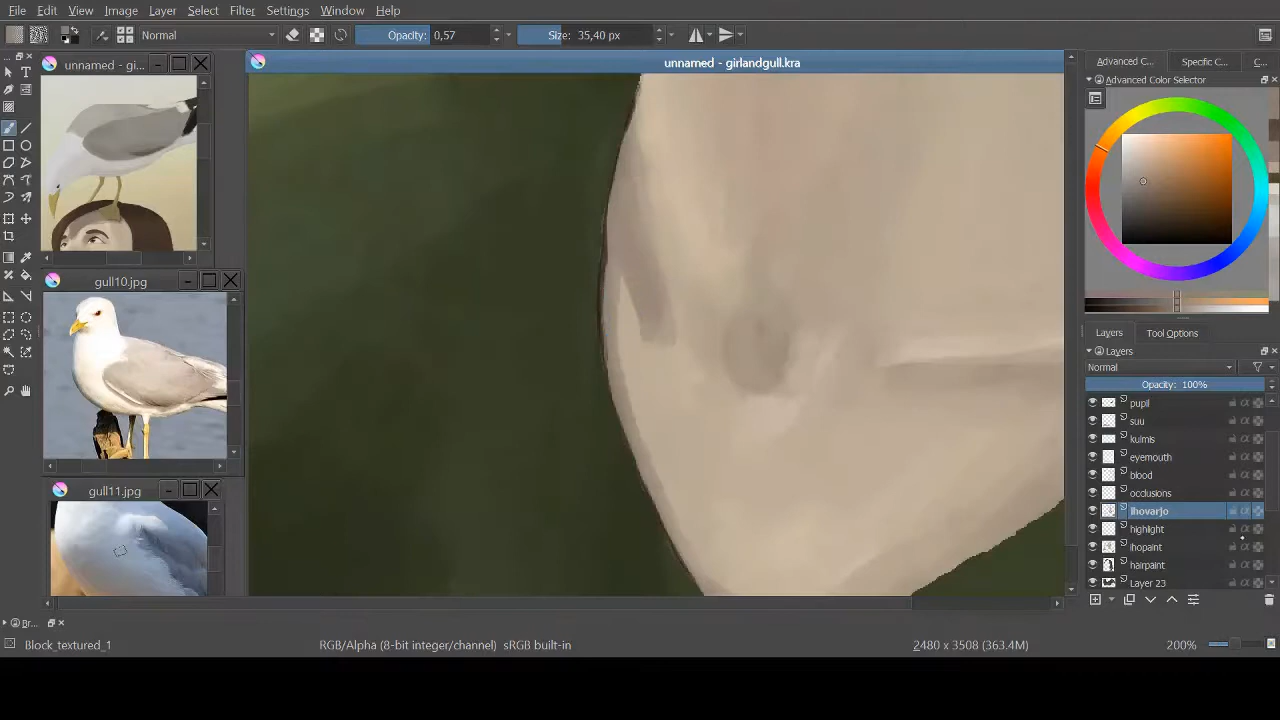 File Edit View Image Layer Select Filter Settings Window Help
Normal Opacity: 0,57 Size: 35,40 px
unnamed - gi...
unnamed - girlandgull.kra
Advanced C... Specific C... C...
Advanced Color Selector
gull10.jpg
Layers Tool Options
Layers
Normal
Opacity: 100%
pupil
suu
kulmis
eyemouth
blood
gull11.jpg
occlusions
ihovarjo
highlight
ihopaint
hairpaint
Layer 23
Br...
Block_textured_1 RGB/Alpha (8-bit integer/channel) sRGB built-in 2480 x 3508 (363.4M) 200%